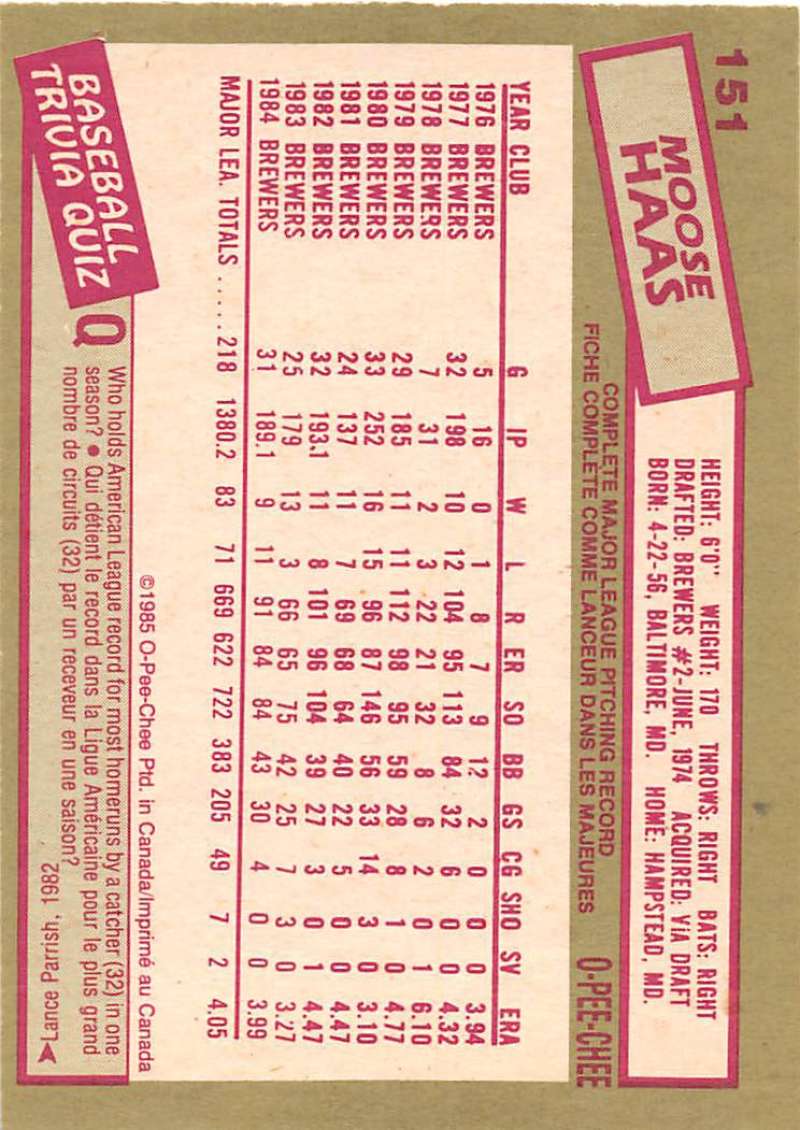 151
MOOSE
HAAS
HEIGHT: 6'0" WEIGHT: 170 THROWS: RIGHT BATS: RIGHT
DRAFTED: BREWERS #2-JUNE, 1974 ACQUIRED: VIA DRAFT
BORN: 4-22-56, BALTIMORE, MD. HOME: HAMPSTEAD, MD.
COMPLETE MAJOR LEAGUE PITCHING RECORD
FICHE COMPLÈTE COMME LANCEUR DANS LES MAJEURES O-PEE-CHEE
YEAR CLUB G IP W L R ER SO BB GS CG SHO SV ERA
1976 BREWERS 5 16 0 1 8 7 9 12 2 0 0 0 3.94
1977 BREWERS 32 198 10 12 104 95 113 84 32 6 0 0 4.32
1978 BREWERS 7 31 2 3 22 21 32 8 6 2 0 1 6.10
1979 BREWERS 29 185 11 11 112 98 95 59 28 8 1 0 4.77
1980 BREWERS 33 252 16 15 96 87 146 56 33 14 3 0 3.10
1981 BREWERS 24 137 11 7 69 68 64 40 22 5 0 0 4.47
1982 BREWERS 32 193.1 11 8 101 96 104 39 27 3 0 1 4.47
1983 BREWERS 25 179 13 3 66 65 75 42 25 7 3 0 3.27
1984 BREWERS 31 189.1 9 11 91 84 84 43 30 4 0 0 3.99
MAJOR LEA. TOTALS ..... 218 1380.2 83 71 669 622 722 383 205 49 7 2 4.05
©1985 O-Pee-Chee Ptd. in Canada/Imprimé au Canada
BASEBALL
TRIVIA QUIZ
Q Who holds American League record for most homeruns by a catcher (32) in one
season? • Qui détient le record dans la Ligue Américaine pour le plus grand
nombre de circuits (32) par un receveur en une saison?
Lance Parrish, 1982